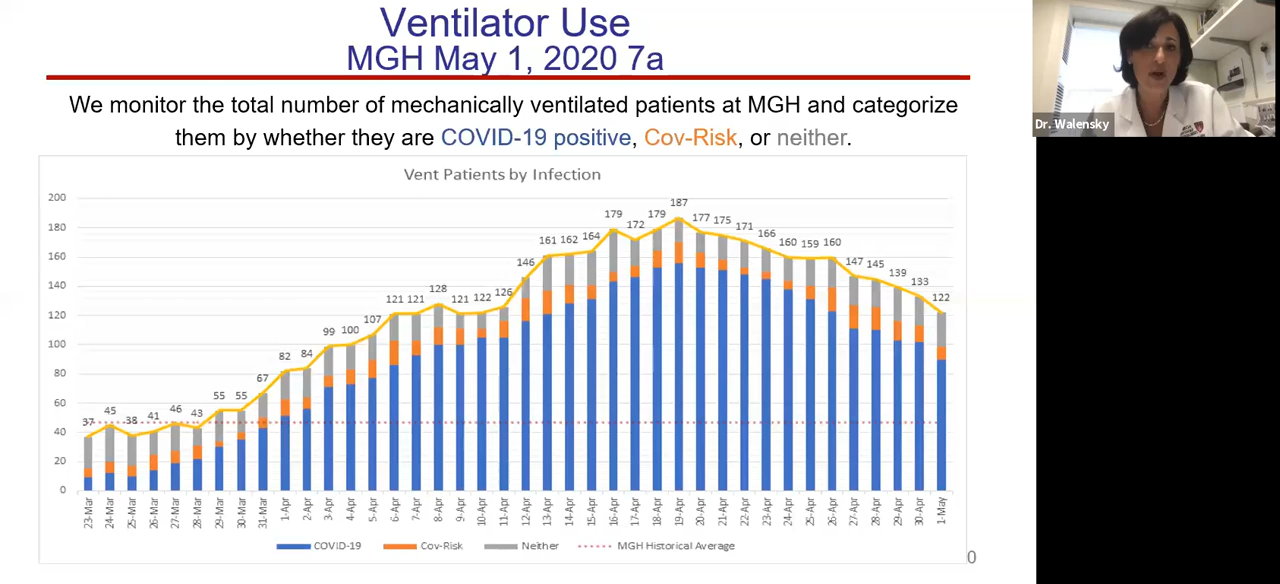 Ventilator Use
MGH May 1, 2020 7a
We monitor the total number of mechanically ventilated patients at MGH and categorize
them by whether they are COVID-19 positive, Cov-Risk, or neither.
Dr. Walensky
Vent Patients by Infection
200
180
160
140
120
100
80
60
40
20
0
37
45
38
41
46
43
55
55
67
82
84
99
100
107
121
121
128
121
122
126
146
161
162
164
179
172
179
187
177
175
171
166
160
159
160
147
145
139
133
122
23-Mar
24-Mar
25-Mar
26-Mar
27-Mar
28-Mar
29-Mar
30-Mar
31-Mar
1-Apr
2-Apr
3-Apr
4-Apr
5-Apr
6-Apr
7-Apr
8-Apr
9-Apr
10-Apr
11-Apr
12-Apr
13-Apr
14-Apr
15-Apr
16-Apr
17-Apr
18-Apr
19-Apr
20-Apr
21-Apr
22-Apr
23-Apr
24-Apr
25-Apr
26-Apr
27-Apr
28-Apr
29-Apr
30-Apr
1-May
COVID-19 Cov-Risk Neither MGH Historical Average
0